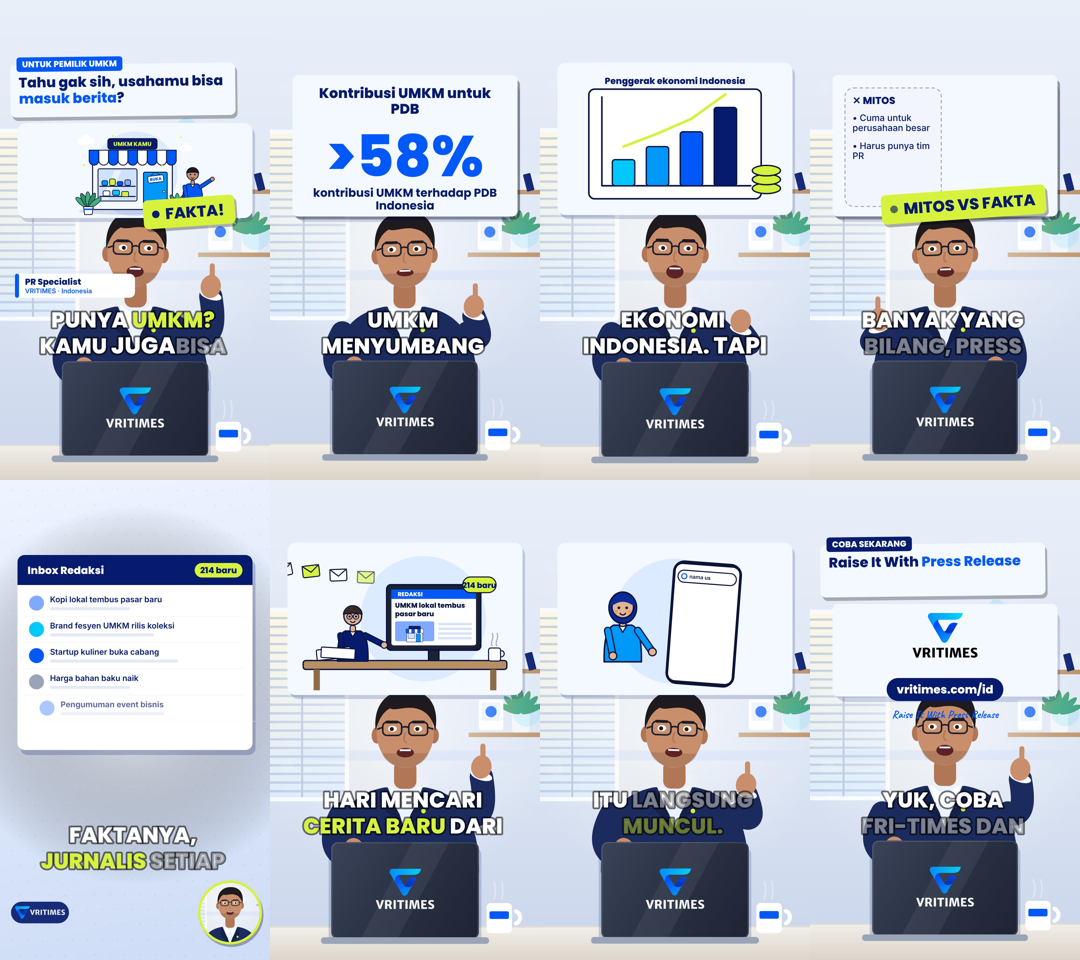 UNTUK PEMILIK UMKM
Tahu gak sih, usahamu bisa
masuk berita?
UMKM KAMU
BUKA
• FAKTA!
PR Specialist
VRITIMES · Indonesia
PUNYA UMKM?
KAMU JUGA BISA
VRITIMES
Kontribusi UMKM untuk
PDB
>58%
kontribusi UMKM terhadap PDB
Indonesia
UMKM
MENYUMBANG
VRITIMES
Penggerak ekonomi Indonesia
EKONOMI
INDONESIA. TAPI
VRITIMES
✕ MITOS
• Cuma untuk
perusahaan besar
• Harus punya tim
PR
• MITOS VS FAKTA
BANYAK YANG
BILANG, PRESS
VRITIMES
Inbox Redaksi
214 baru
Kopi lokal tembus pasar baru
Brand fesyen UMKM rilis koleksi
Startup kuliner buka cabang
Harga bahan baku naik
Pengumuman event bisnis
FAKTANYA,
JURNALIS SETIAP
VRITIMES
214 baru
REDAKSI
UMKM lokal tembus
pasar baru
HARI MENCARI
CERITA BARU DARI
VRITIMES
nama us
ITU LANGSUNG
MUNCUL.
VRITIMES
COBA SEKARANG
Raise It With Press Release
VRITIMES
vritimes.com/id
Raise It With Press Release
YUK, COBA
FRI-TIMES DAN
VRITIMES